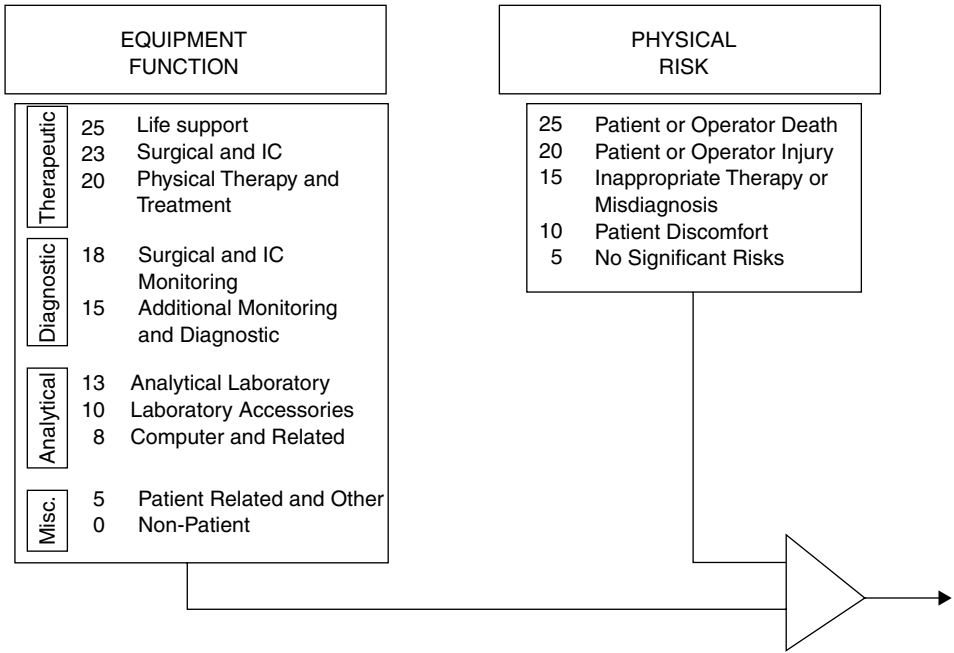 EQUIPMENT
FUNCTION
Therapeutic
25 Life support
23 Surgical and IC
20 Physical Therapy and
Treatment
Diagnostic
18 Surgical and IC
Monitoring
15 Additional Monitoring
and Diagnostic
Analytical
13 Analytical Laboratory
10 Laboratory Accessories
8 Computer and Related
Misc.
5 Patient Related and Other
0 Non-Patient
PHYSICAL
RISK
25 Patient or Operator Death
20 Patient or Operator Injury
15 Inappropriate Therapy or
Misdiagnosis
10 Patient Discomfort
5 No Significant Risks